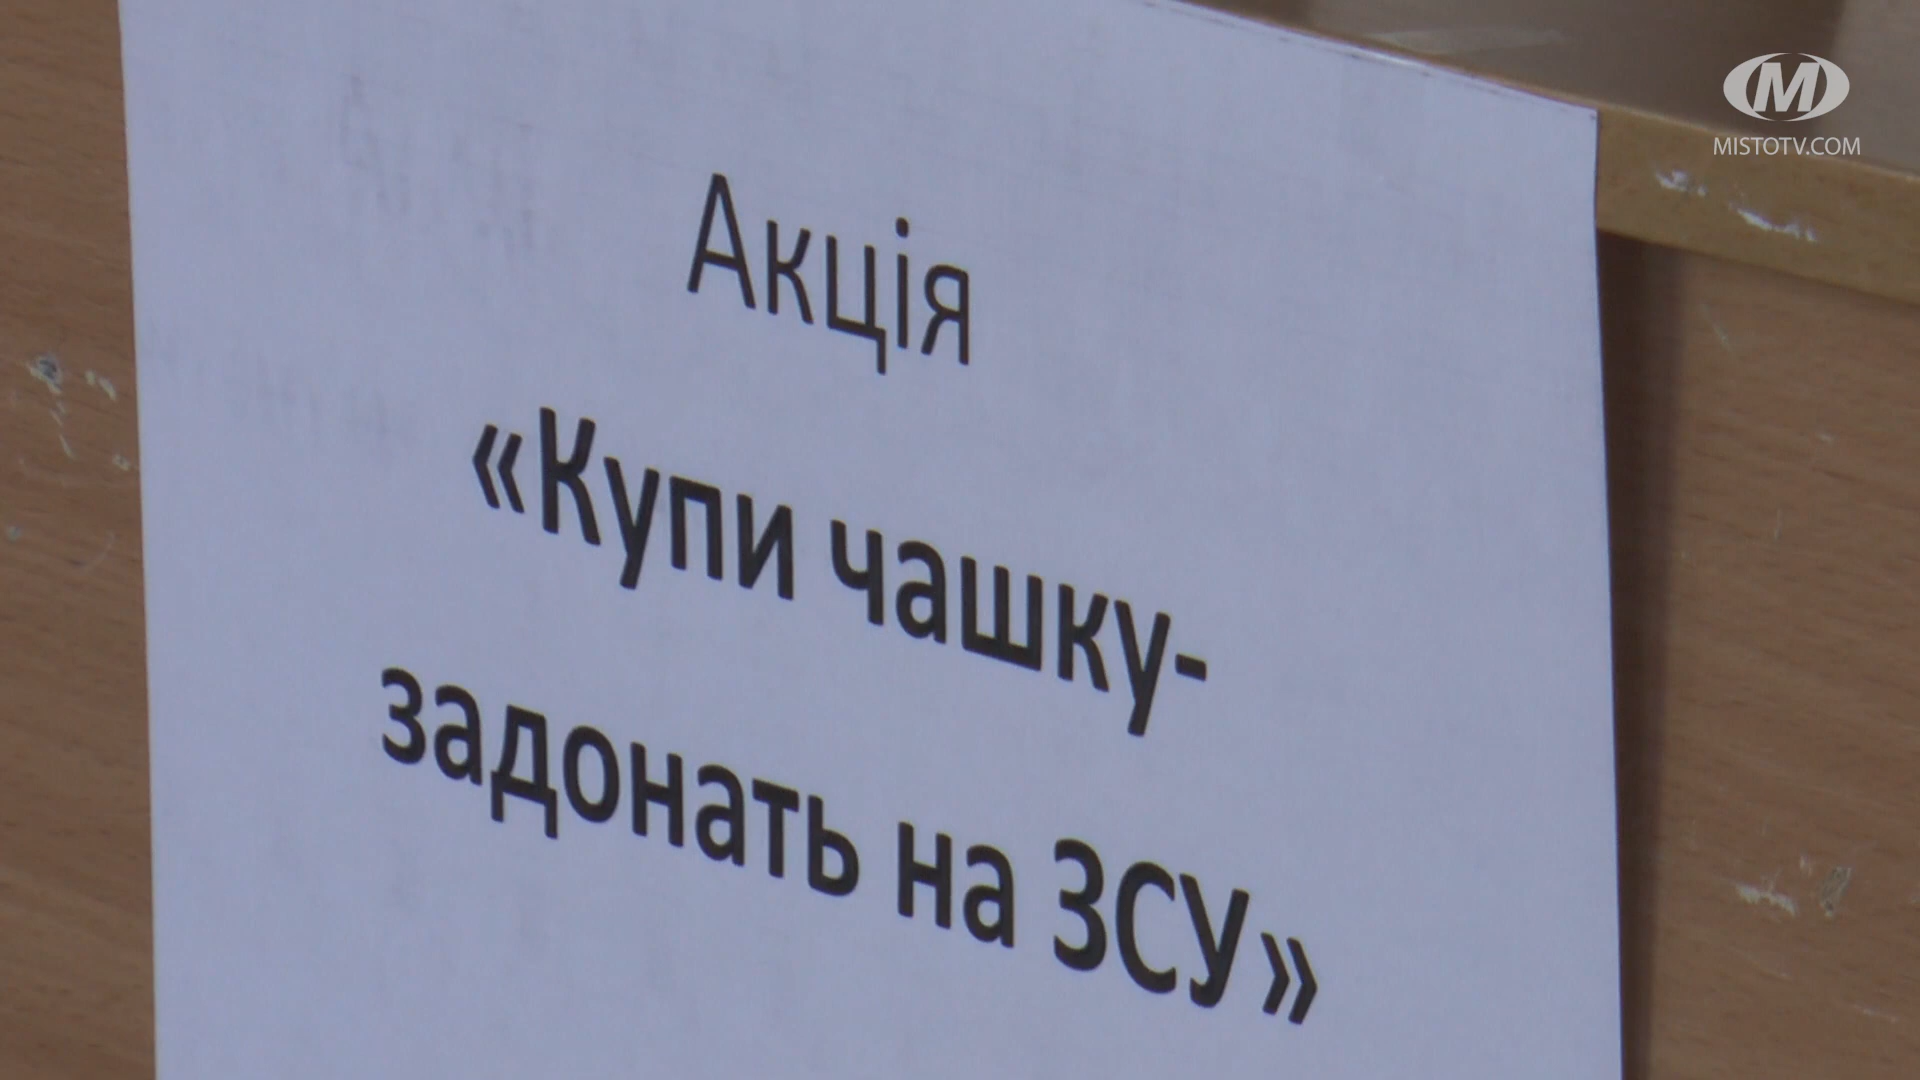 M
MISTOTV.COM
Акція
«Купи чашку-
задонать на ЗСУ»